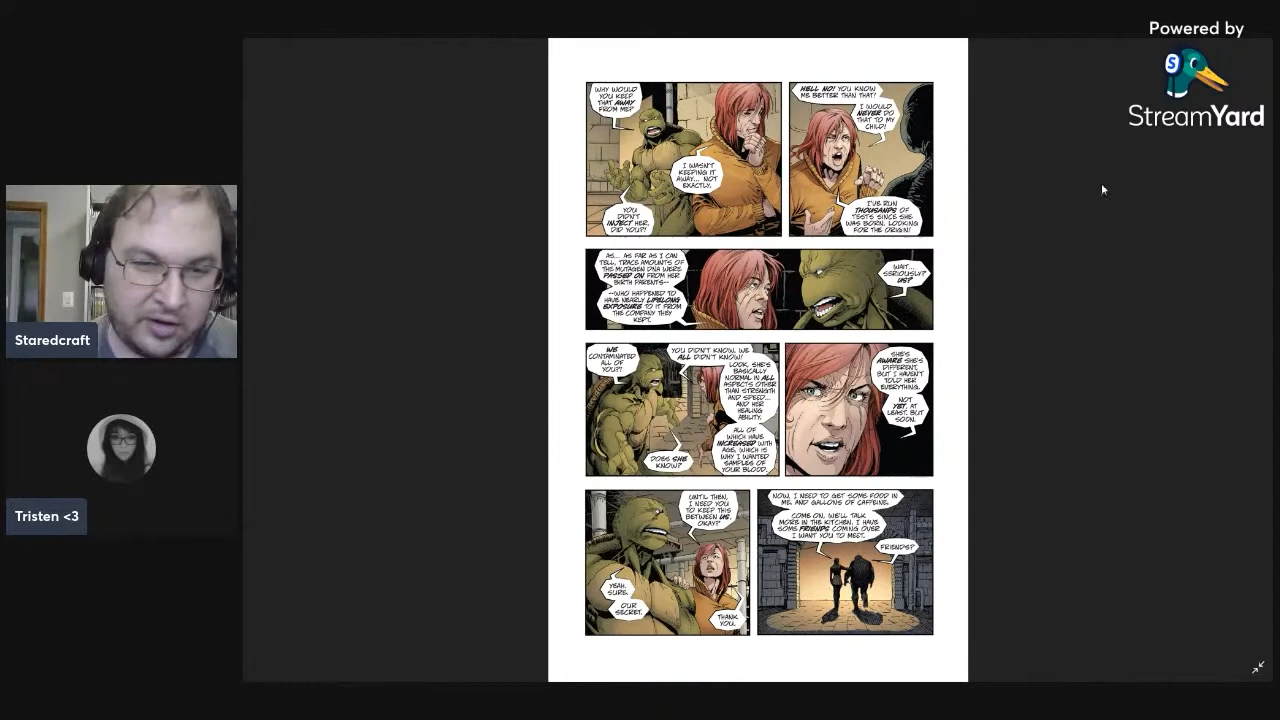 Powered by
S
StreamYard
Staredcraft
Tristen <3
WHY WOULD
YOU KEEP
THAT AWAY
FROM ME?
I WASN'T
KEEPING IT
AWAY... NOT
EXACTLY.
YOU
DIDN'T
INJECT HER,
DID YOU?
HELL NO! YOU KNOW
ME BETTER THAN THAT!
I WOULD
NEVER DO
THAT TO MY
CHILD!
I'VE RUN
THOUSANDS OF
TESTS SINCE SHE
WAS BORN, LOOKING
FOR THE ORIGIN!
AS... AS FAR AS I CAN
TELL, TRACE AMOUNTS OF
THE MUTAGEN DNA WERE
PASSED ON FROM HER
BIRTH PARENTS--
--WHO HAPPENED TO
HAVE NEARLY LIFELONG
EXPOSURE TO IT FROM
THE COMPANY THEY
KEPT.
WAIT...
SERIOUSLY?
US?
WE
CONTAMINATED
ALL OF
YOU??
YOU DIDN'T KNOW. WE
ALL DIDN'T KNOW!
LOOK, SHE'S
BASICALLY
NORMAL IN ALL
ASPECTS OTHER
THAN STRENGTH
AND SPEED...
AND HER
HEALING
ABILITY.
ALL OF
WHICH HAVE
INCREASED WITH
AGE, WHICH IS
WHY I WANTED
SAMPLES OF
YOUR BLOOD.
DOES SHE
KNOW?
SHE'S
AWARE SHE'S
DIFFERENT,
BUT I HAVEN'T
TOLD HER
EVERYTHING.
NOT
YET, AT
LEAST. BUT
SOON.
UNTIL THEN,
I NEED YOU
TO KEEP THIS
BETWEEN US,
OKAY?
YEAH.
SURE.
OUR
SECRET.
THANK
YOU.
NOW, I NEED TO GET SOME FOOD IN
ME. AND GALLONS OF CAFFEINE.
COME ON, WE'LL TALK
MORE IN THE KITCHEN. I HAVE
SOME FRIENDS COMING OVER
I WANT YOU TO MEET.
FRIENDS?